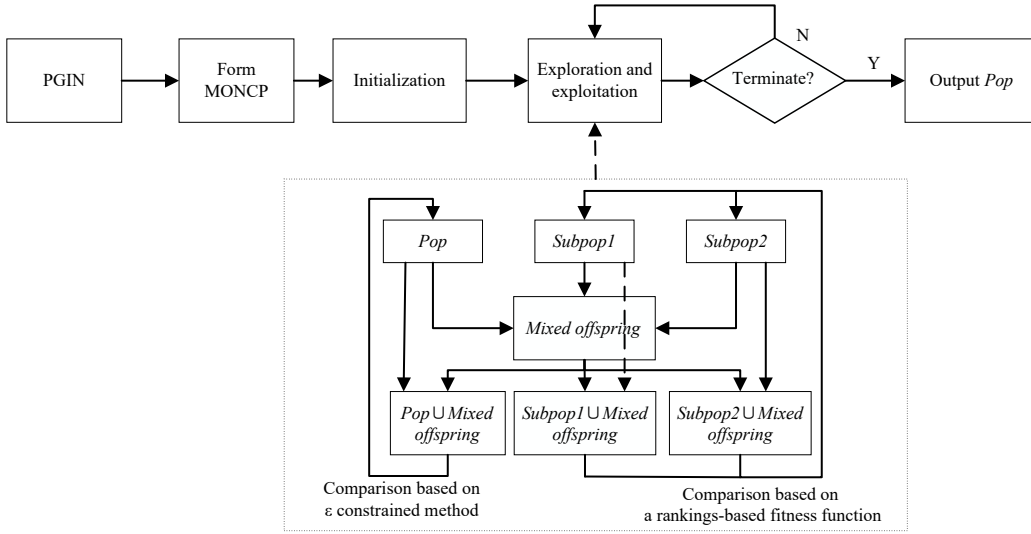 N
PGIN
Form
MONCP
Initialization
Exploration and
exploitation
Terminate?
Y
Output Pop
Pop
Subpop1
Subpop2
Mixed offspring
Pop∪Mixed
offspring
Subpop1∪Mixed
offspring
Subpop2∪Mixed
offspring
Comparison based on
ε constrained method
Comparison based on
a rankings-based fitness function